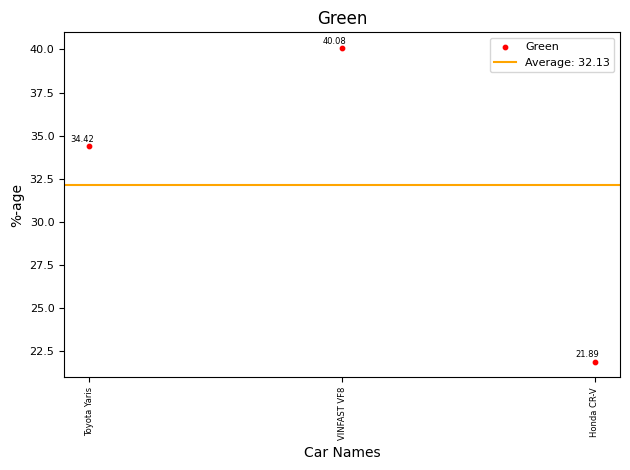 Green
40.0
37.5
35.0
32.5
30.0
27.5
25.0
22.5
%-age
34.42
40.08
21.89
Green
Average: 32.13
Toyota Yaris
VINFAST VF8
Honda CR-V
Car Names